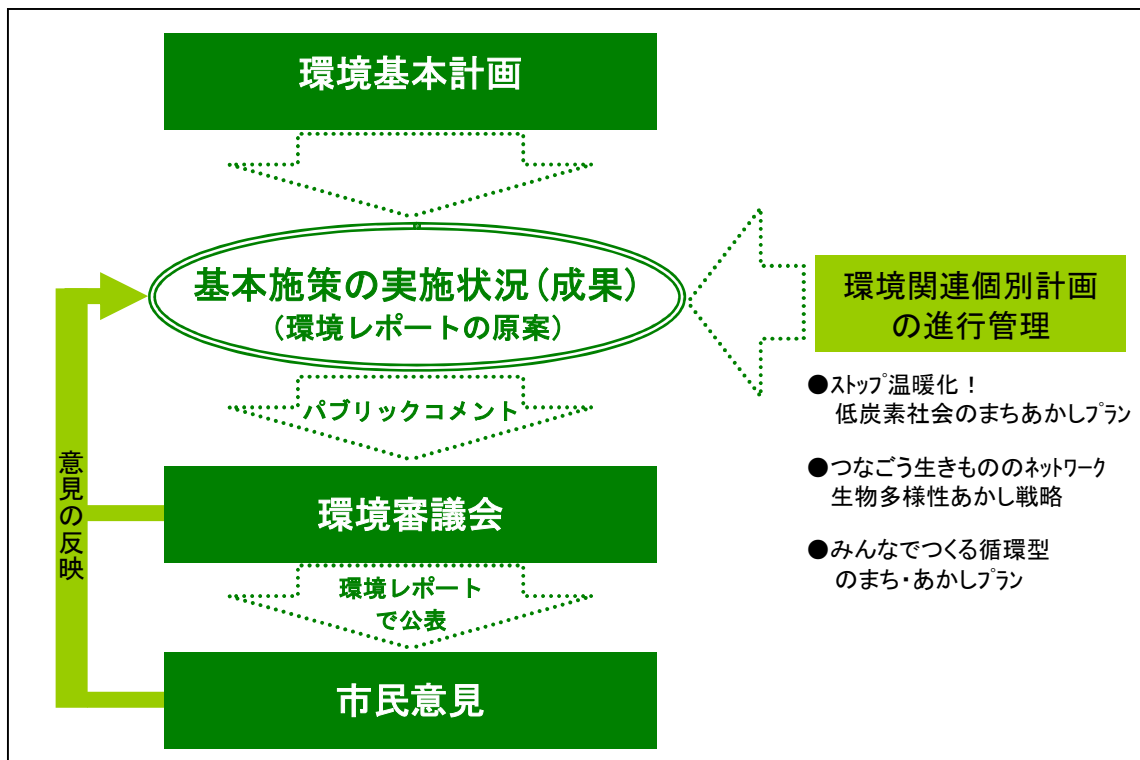 環境基本計画
基本施策の実施状況(成果)
(環境レポートの原案)
環境関連個別計画
の進行管理
●ストップ温暖化！
低炭素社会のまちあかしプラン
●つなごう生きもののネットワーク
生物多様性あかし戦略
●みんなでつくる循環型
のまち・あかしプラン
パブリックコメント
意見の反映
環境審議会
環境レポート
で公表
市民意見